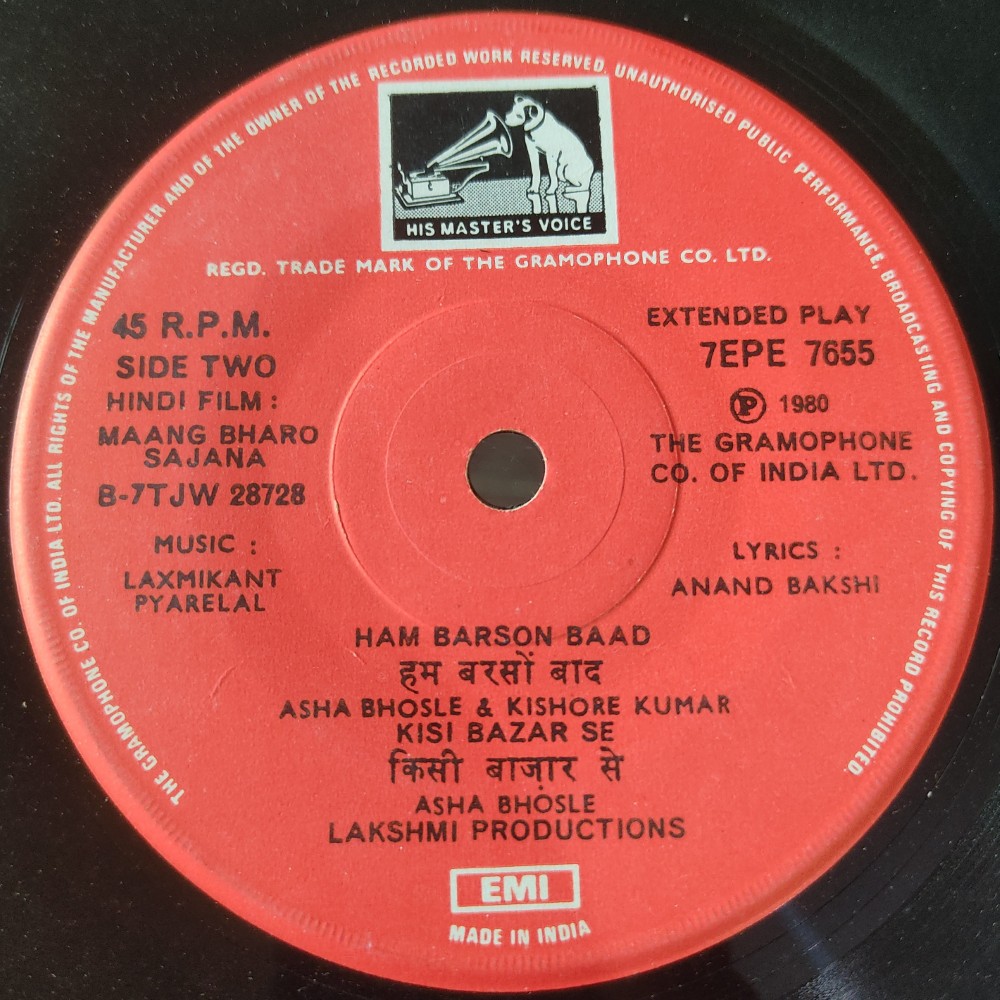 THE GRAMOPHONE CO. OF INDIA LTD. ALL RIGHTS OF THE MANUFACTURER AND OF THE OWNER OF THE RECORDED WORK RESERVED. UNAUTHORISED PUBLIC PERFORMANCE, BROADCASTING AND COPYING OF THIS RECORD PROHIBITED.
HIS MASTER'S VOICE
REGD. TRADE MARK OF THE GRAMOPHONE CO. LTD.
45 R.P.M.
SIDE TWO
HINDI FILM :
MAANG BHARO
SAJANA
B-7TJW 28728
MUSIC :
LAXMIKANT
PYARELAL
EXTENDED PLAY
7EPE 7655
℗ 1980
THE GRAMOPHONE
CO. OF INDIA LTD.
LYRICS :
ANAND BAKSHI
HAM BARSON BAAD
हम बरसों बाद
ASHA BHOSLE & KISHORE KUMAR
KISI BAZAR SE
किसी बाज़ार से
ASHA BHOSLE
LAKSHMI PRODUCTIONS
EMI
MADE IN INDIA